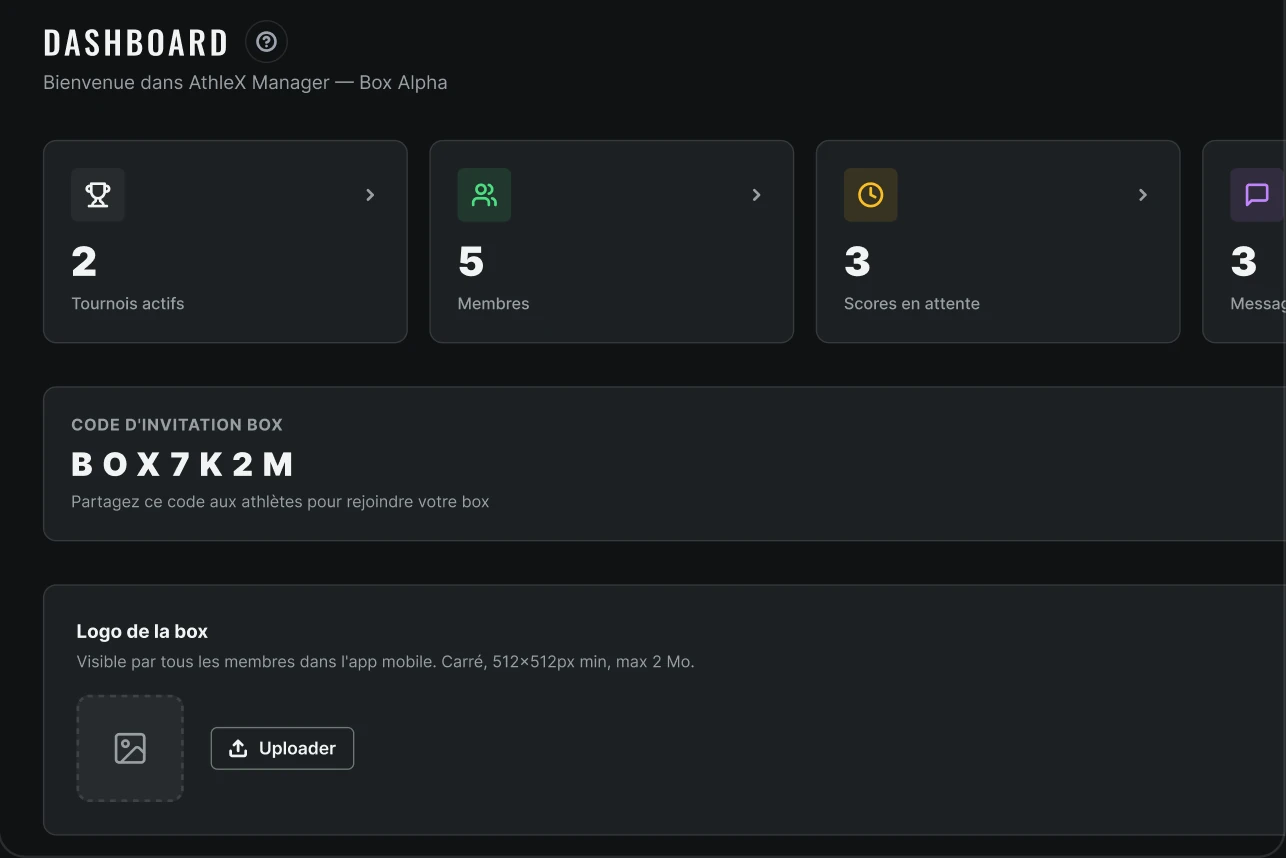 DASHBOARD
Bienvenue dans AthleX Manager — Box Alpha
2
Tournois actifs
5
Membres
3
Scores en attente
3
CODE D'INVITATION BOX
BOX7K2M
Partagez ce code aux athlètes pour rejoindre votre box
Logo de la box
Visible par tous les membres dans l'app mobile. Carré, 512×512px min, max 2 Mo.
Uploader